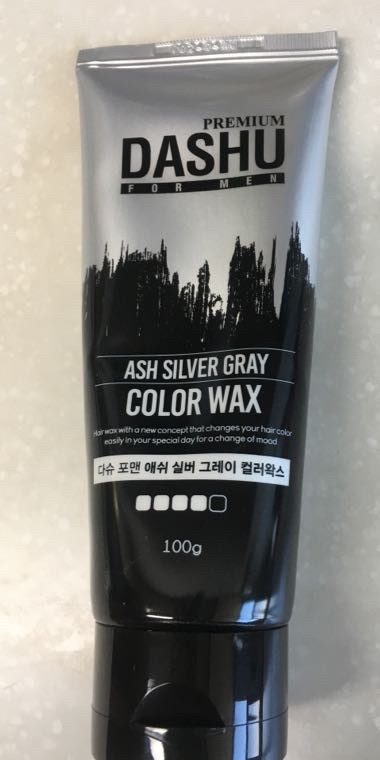 PREMIUM
DASHU
FOR MEN
ASH SILVER GRAY
COLOR WAX
Hair wax with a new concept that changes your hair color
easily in your special day for a change of mood
다슈 포맨 애쉬 실버 그레이 컬러왁스
100g